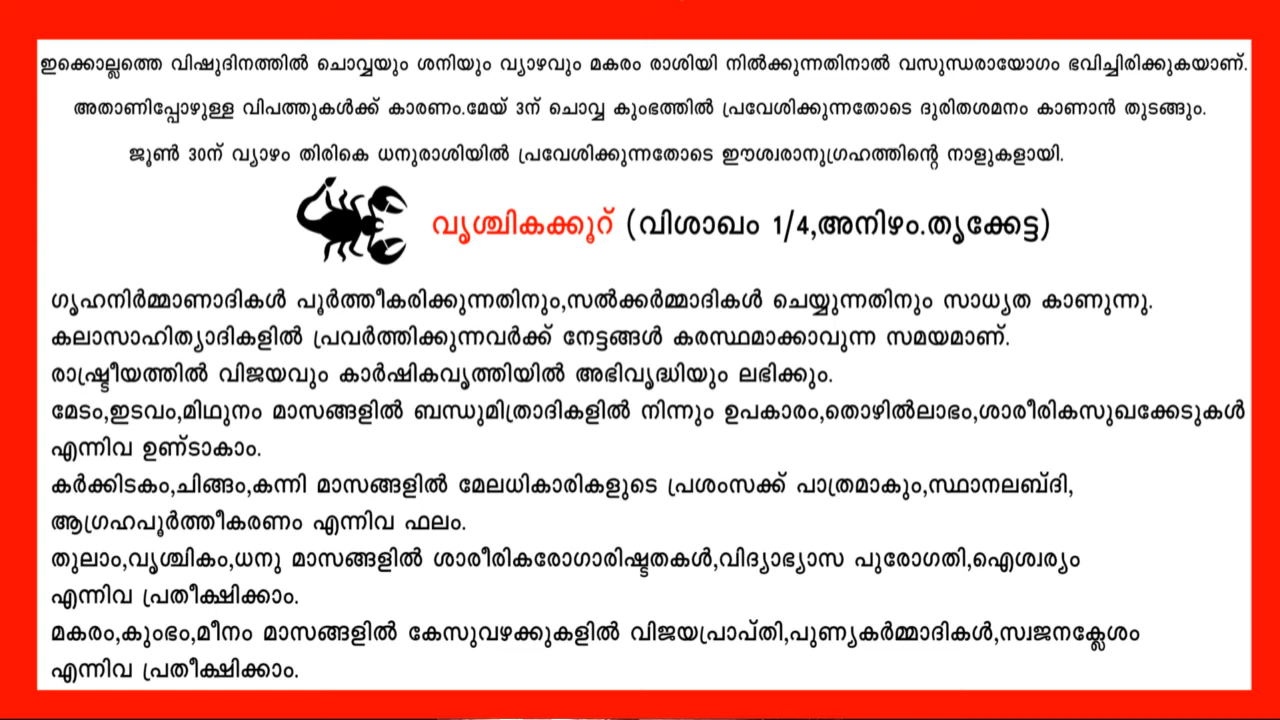 ഇക്കൊല്ലത്തെ വിഷുദിനത്തിൽ ചൊവ്വയും ശനിയും വ്യാഴവും മകരം രാശിയി നിൽക്കുന്നതിനാൽ വസുന്ധരായോഗം ഭവിച്ചിരിക്കുകയാണ്.
അതാണിപ്പോഴുള്ള വിപത്തുകൾക്ക് കാരണം.മേയ് 3ന് ചൊവ്വ കുംഭത്തിൽ പ്രവേശിക്കുന്നതോടെ ദുരിതശമനം കാണാൻ തുടങ്ങും.
ജൂൺ 30ന് വ്യാഴം തിരികെ ധനുരാശിയിൽ പ്രവേശിക്കുന്നതോടെ ഈശ്വരാനുഗ്രഹത്തിന്റെ നാളുകളായി.
വൃശ്ചികക്കൂറ് (വിശാഖം 1/4,അനിഴം.തൃക്കേട്ട)
ഗൃഹനിർമ്മാണാദികൾ പൂർത്തീകരിക്കുന്നതിനും,സൽക്കർമ്മാദികൾ ചെയ്യുന്നതിനും സാധ്യത കാണുന്നു.
കലാസാഹിത്യാദികളിൽ പ്രവർത്തിക്കുന്നവർക്ക് നേട്ടങ്ങൾ കരസ്ഥമാക്കാവുന്ന സമയമാണ്.
രാഷ്ട്രീയത്തിൽ വിജയവും കാർഷികവൃത്തിയിൽ അഭിവൃദ്ധിയും ലഭിക്കും.
മേടം,ഇടവം,മിഥുനം മാസങ്ങളിൽ ബന്ധുമിത്രാദികളിൽ നിന്നും ഉപകാരം,തൊഴിൽലാഭം,ശാരീരികസുഖക്കേടുകൾ
എന്നിവ ഉണ്ടാകാം.
കർക്കിടകം,ചിങ്ങം,കന്നി മാസങ്ങളിൽ മേലധികാരികളുടെ പ്രശംസക്ക് പാത്രമാകും,സ്ഥാനലബ്ദി,
ആഗ്രഹപൂർത്തീകരണം എന്നിവ ഫലം.
തുലാം,വൃശ്ചികം,ധനു മാസങ്ങളിൽ ശാരീരികരോഗാരിഷ്ടതകൾ,വിദ്യാഭ്യാസ പുരോഗതി,ഐശ്വര്യം
എന്നിവ പ്രതീക്ഷിക്കാം.
മകരം,കുംഭം,മീനം മാസങ്ങളിൽ കേസുവഴക്കുകളിൽ വിജയപ്രാപ്തി,പുണ്യകർമ്മാദികൾ,സ്വജനക്ലേശം
എന്നിവ പ്രതീക്ഷിക്കാം.